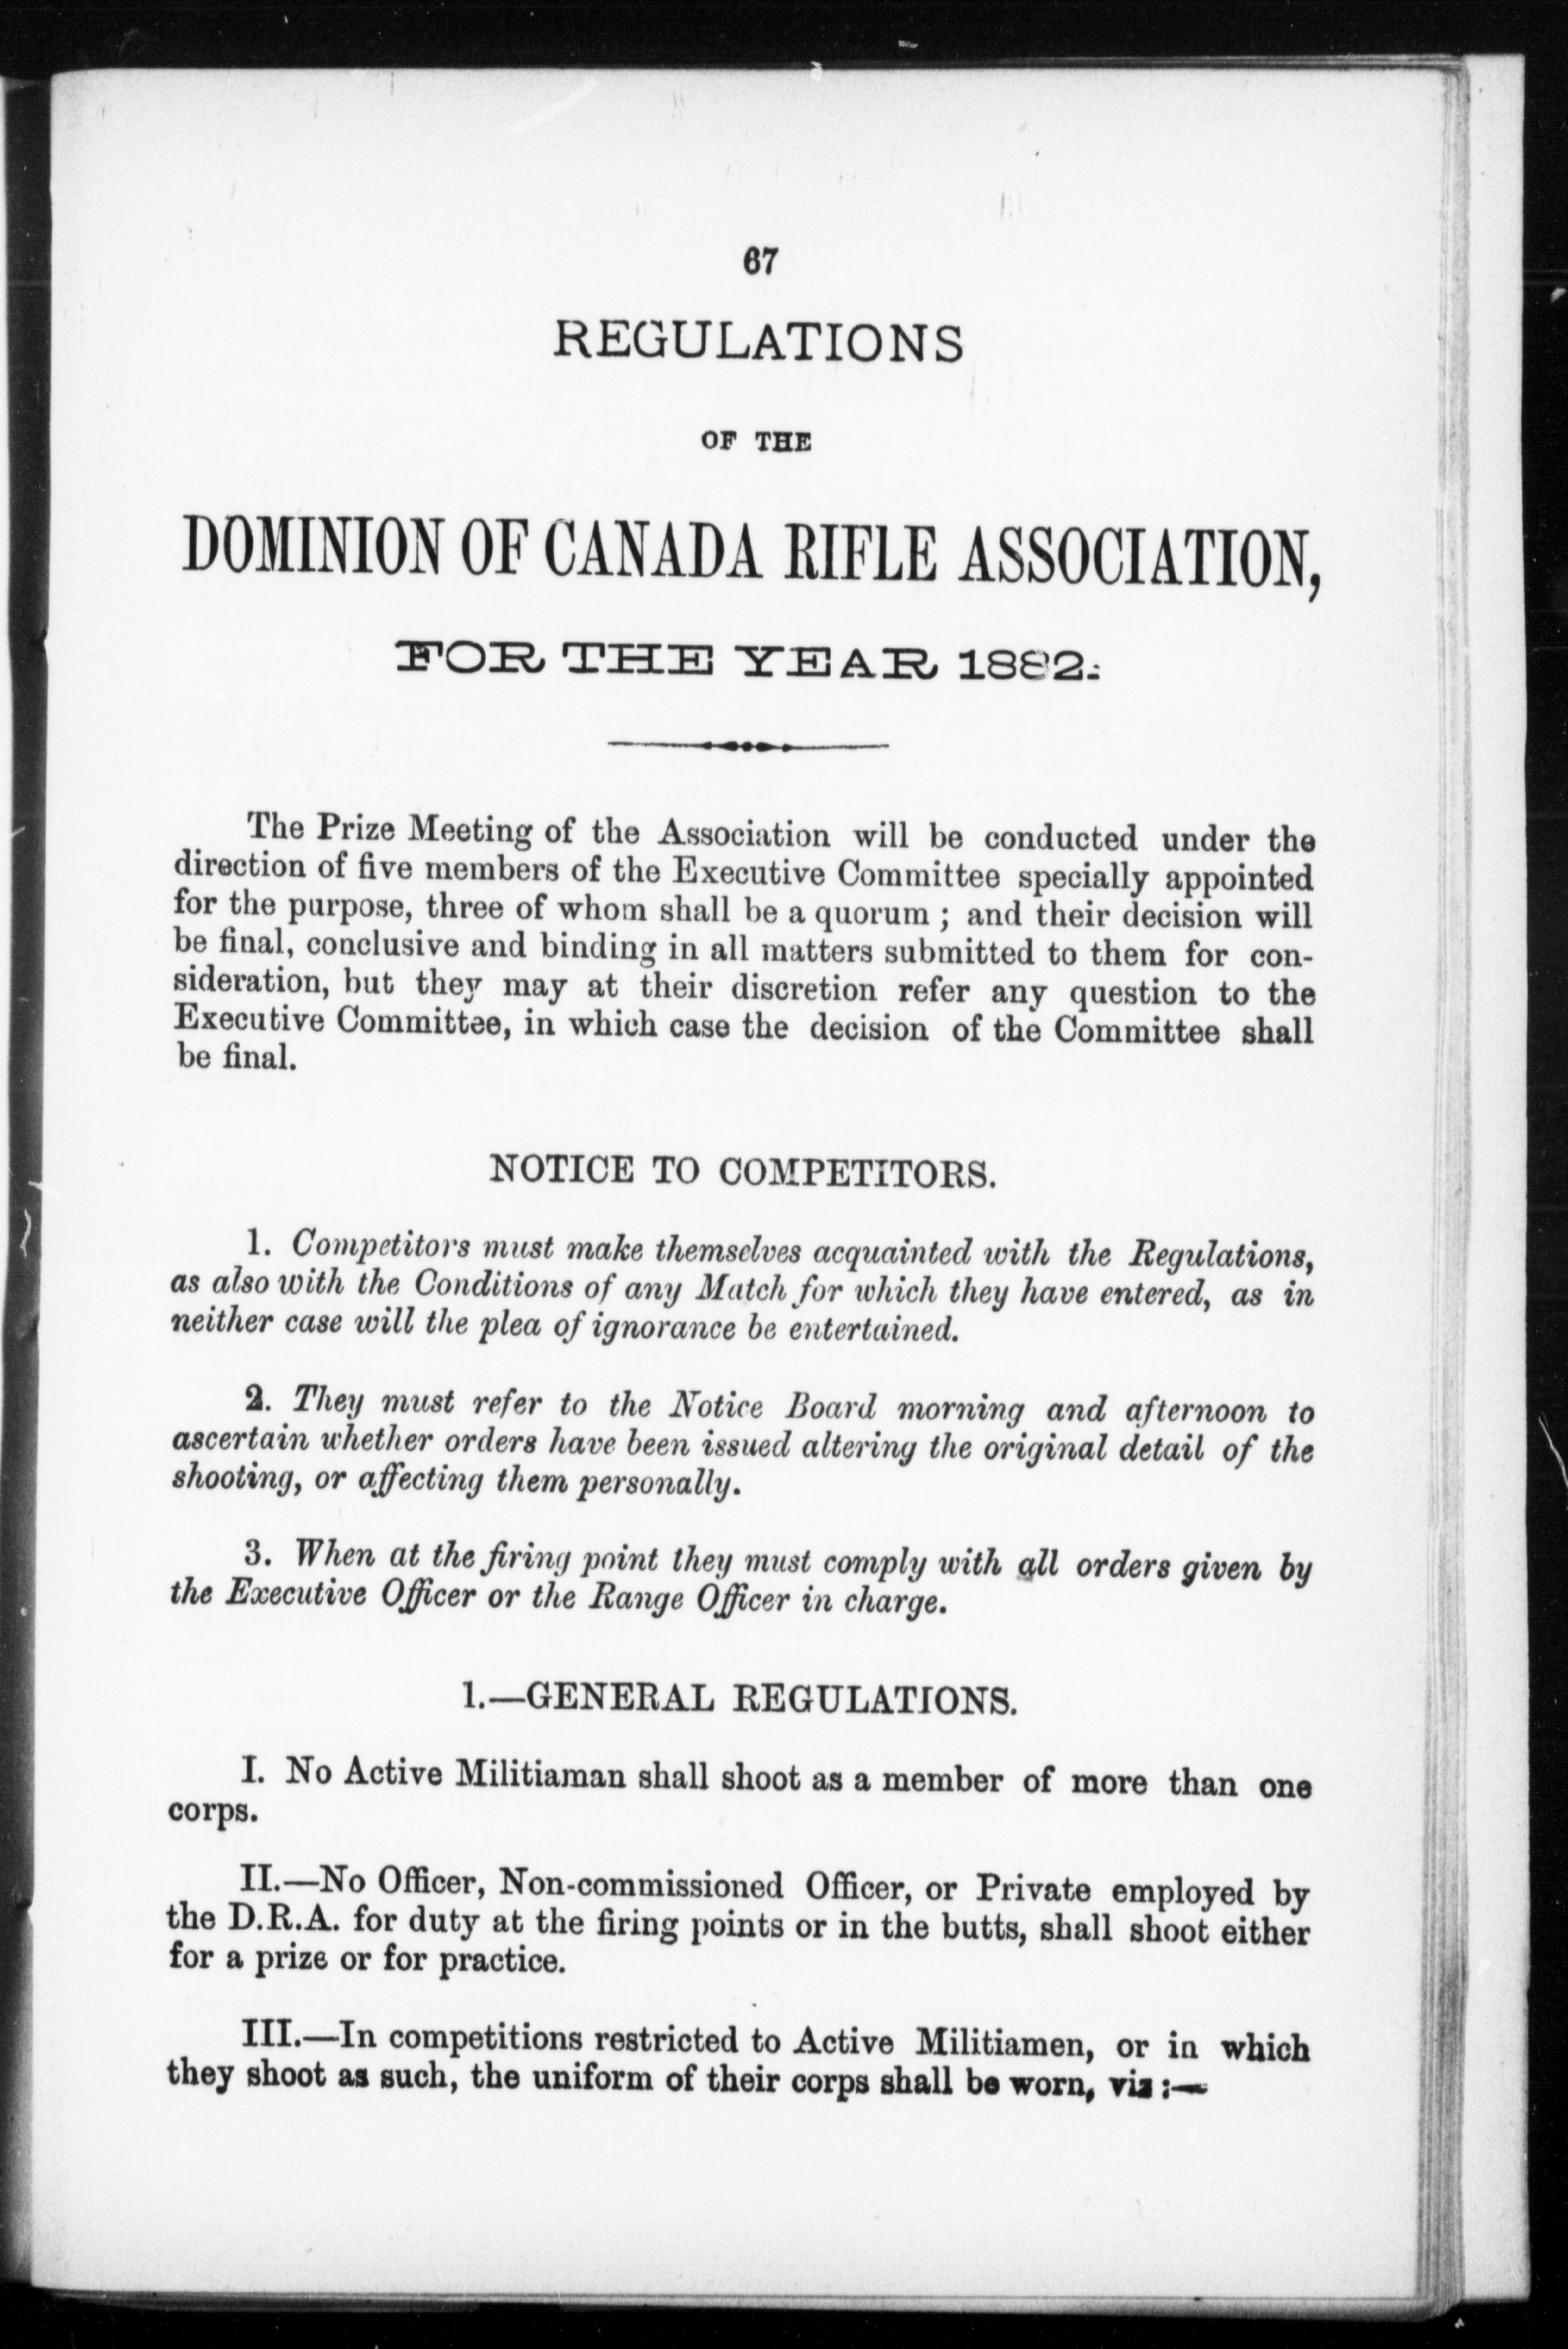 67
REGULATIONS
OF THE
DOMINION OF CANADA RIFLE ASSOCIATION,
FOR THE YEAR 1882.
The Prize Meeting of the Association will be conducted under the
direction of five members of the Executive Committee specially appointed
for the purpose, three of whom shall be a quorum ; and their decision will
be final, conclusive and binding in all matters submitted to them for con-
sideration, but they may at their discretion refer any question to the
Executive Committee, in which case the decision of the Committee shall
be final.
NOTICE TO COMPETITORS.
1. Competitors must make themselves acquainted with the Regulations,
as also with the Conditions of any Match for which they have entered, as in
neither case will the plea of ignorance be entertained.
2. They must refer to the Notice Board morning and afternoon to
ascertain whether orders have been issued altering the original detail of the
shooting, or affecting them personally.
3. When at the firing point they must comply with all orders given by
the Executive Officer or the Range Officer in charge.
1.—GENERAL REGULATIONS.
I. No Active Militiaman shall shoot as a member of more than one
corps.
II.—No Officer, Non-commissioned Officer, or Private employed by
the D.R.A. for duty at the firing points or in the butts, shall shoot either
for a prize or for practice.
III.—In competitions restricted to Active Militiamen, or in which
they shoot as such, the uniform of their corps shall be worn, viz :—